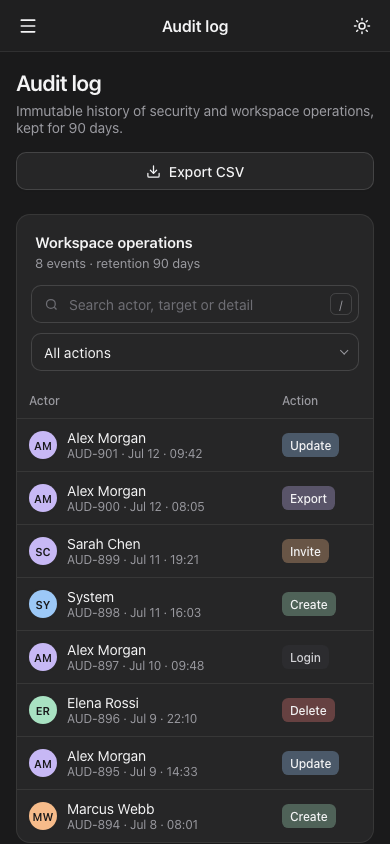 Audit log
Audit log
Immutable history of security and workspace operations,
kept for 90 days.
Export CSV
Workspace operations
8 events · retention 90 days
Search actor, target or detail /
All actions
Actor Action
AM Alex Morgan Update
AUD-901 · Jul 12 · 09:42
AM Alex Morgan Export
AUD-900 · Jul 12 · 08:05
SC Sarah Chen Invite
AUD-899 · Jul 11 · 19:21
SY System Create
AUD-898 · Jul 11 · 16:03
AM Alex Morgan Login
AUD-897 · Jul 10 · 09:48
ER Elena Rossi Delete
AUD-896 · Jul 9 · 22:10
AM Alex Morgan Update
AUD-895 · Jul 9 · 14:33
MW Marcus Webb Create
AUD-894 · Jul 8 · 08:01